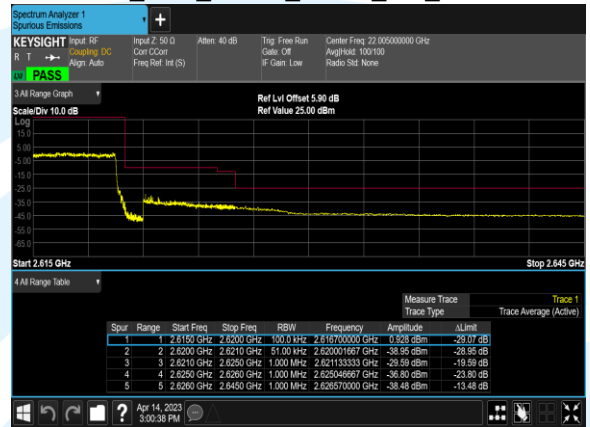 Spectrum Analyzer 1
Spurious Emissions
KEYSIGHT Input: RF Input Z: 50 Ω Atten: 40 dB Trig: Free Run Center Freq: 22.005000000 GHz
R T Coupling: DC Corr CCorr Gate: Off Avg|Hold: 100/100
Align: Auto Freq Ref: Int (S) IF Gain: Low Radio Std: None
PASS
3 All Range Graph
Ref Lvl Offset 5.90 dB
Scale/Div 10.0 dB Ref Value 25.00 dBm
Log
15.0
5.00
-5.00
-15.0
-25.0
-35.0
-45.0
-55.0
-65.0
Start 2.615 GHz Stop 2.645 GHz
4 All Range Table
Measure Trace Trace 1
Trace Type Trace Average (Active)
Spur Range Start Freq Stop Freq RBW Frequency Amplitude ΔLimit
1 1 2.6150 GHz 2.6200 GHz 100.0 kHz 2.616700000 GHz 0.928 dBm -29.07 dB
2 2 2.6200 GHz 2.6210 GHz 51.00 kHz 2.620001667 GHz -38.95 dBm -28.95 dB
3 3 2.6210 GHz 2.6250 GHz 1.000 MHz 2.621133333 GHz -29.59 dBm -19.59 dB
4 4 2.6250 GHz 2.6260 GHz 1.000 MHz 2.625046667 GHz -36.80 dBm -23.80 dB
5 5 2.6260 GHz 2.6450 GHz 1.000 MHz 2.626570000 GHz -38.48 dBm -13.48 dB
Apr 14, 2023
3:00:38 PM